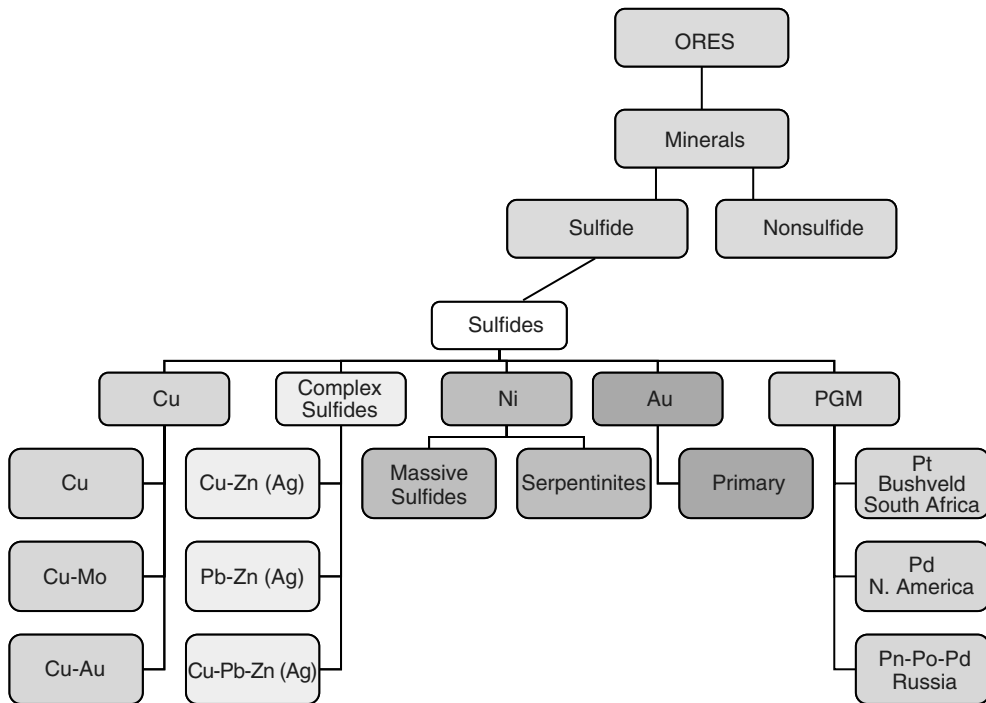 ORES
Minerals
Sulfide
Nonsulfide
Sulfides
Cu
Complex
Sulfides
Ni
Au
PGM
Cu
Cu-Zn (Ag)
Massive
Sulfides
Serpentinites
Primary
Pt
Bushveld
South Africa
Cu-Mo
Pb-Zn (Ag)
Pd
N. America
Cu-Au
Cu-Pb-Zn (Ag)
Pn-Po-Pd
Russia